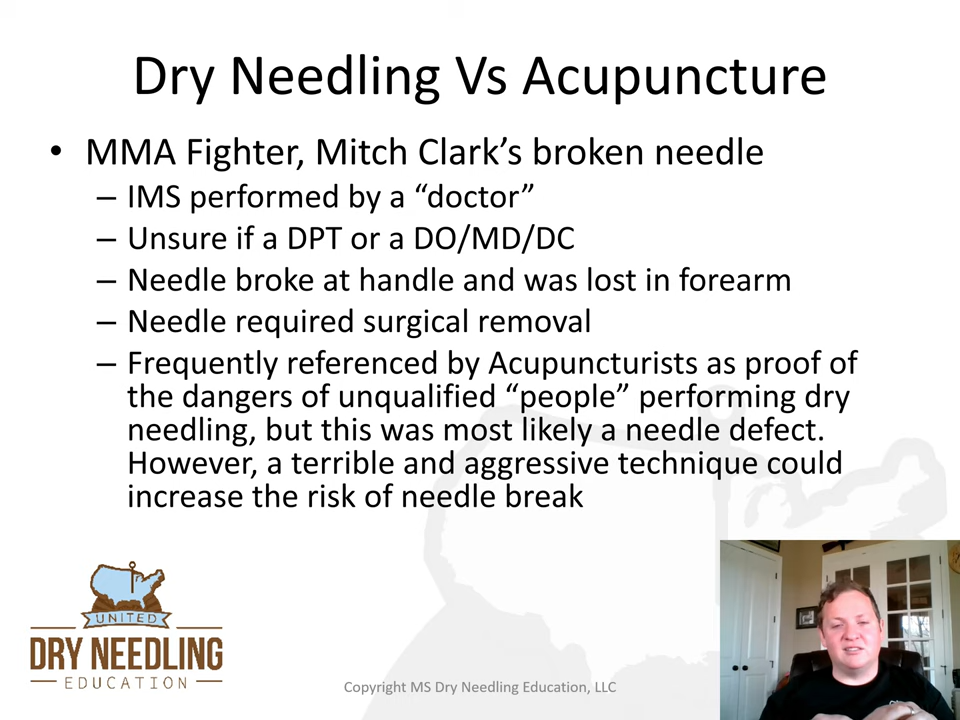 Dry Needling Vs Acupuncture
• MMA Fighter, Mitch Clark’s broken needle
– IMS performed by a “doctor”
– Unsure if a DPT or a DO/MD/DC
– Needle broke at handle and was lost in forearm
– Needle required surgical removal
– Frequently referenced by Acupuncturists as proof of
the dangers of unqualified “people” performing dry
needling, but this was most likely a needle defect.
However, a terrible and aggressive technique could
increase the risk of needle break
UNITED
DRY NEEDLING
EDUCATION
Copyright MS Dry Needling Education, LLC